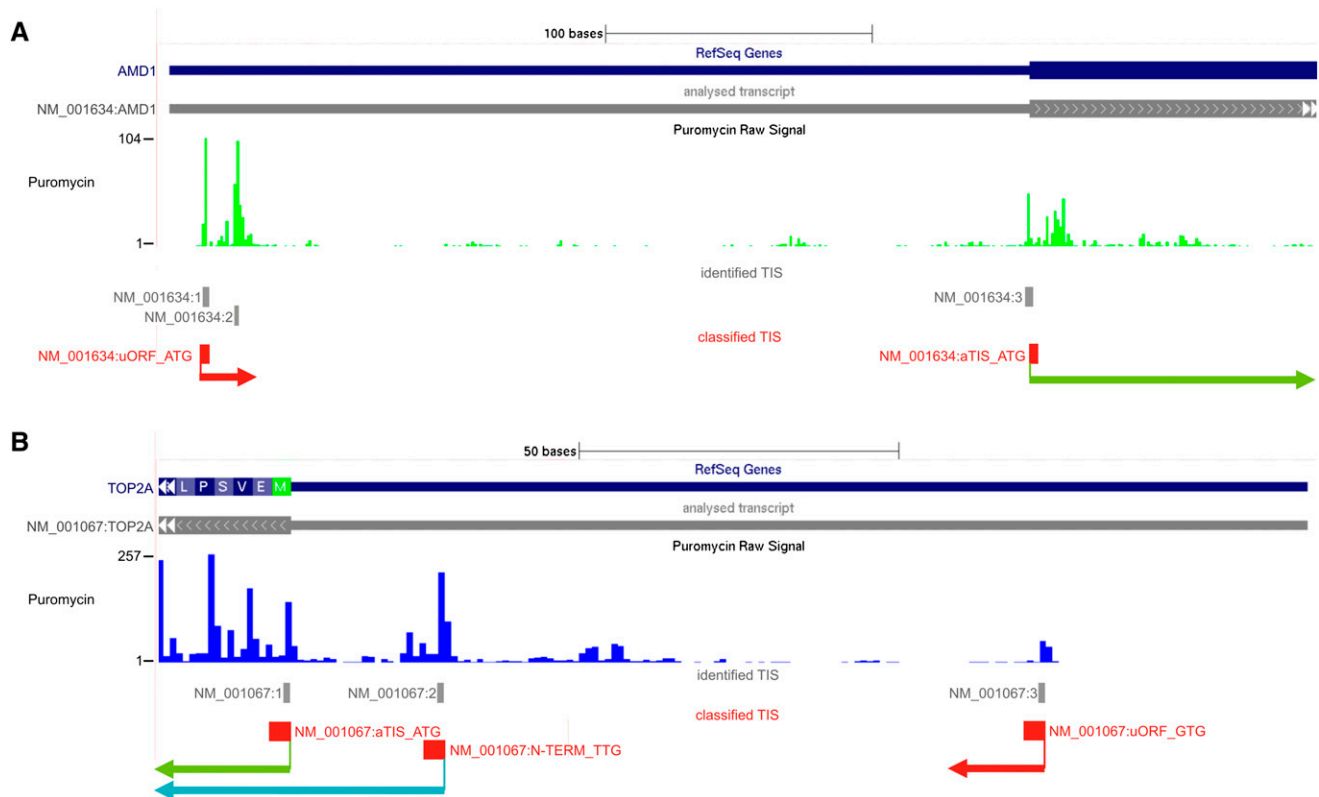 A
100 bases
RefSeq Genes
AMD1
analysed transcript
NM_001634:AMD1
Puromycin Raw Signal
104
Puromycin
1
identified TIS
NM_001634:1
NM_001634:3
NM_001634:2
classified TIS
NM_001634:uORF_ATG
NM_001634:aTIS_ATG
B
50 bases
RefSeq Genes
TOP2A
L P S V E M
analysed transcript
NM_001067:TOP2A
Puromycin Raw Signal
257
Puromycin
1
identified TIS
NM_001067:1
NM_001067:2
NM_001067:3
classified TIS
NM_001067:aTIS_ATG
NM_001067:uORF_GTG
NM_001067:N-TERM_TTG